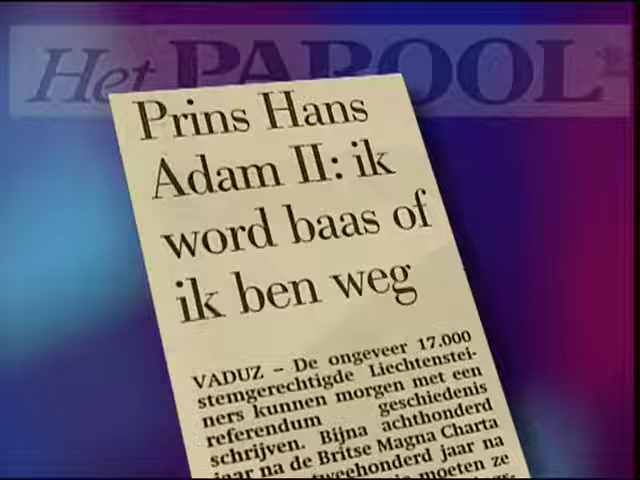 Het PAROOL
Prins Hans
Adam II: ik
word baas of
ik ben weg
VADUZ – De ongeveer 17.000
stemgerechtigde Liechtenstei-
ners kunnen morgen met een
referendum geschiedenis
schrijven. Bijna achthonderd
jaar na de Britse Magna Charta
tweehonderd jaar na
moeten ze